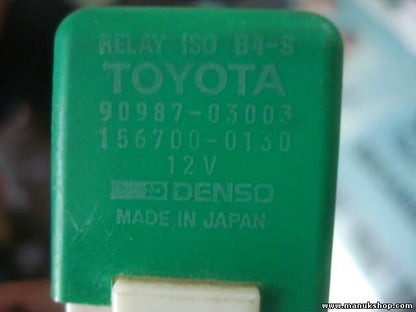 RELAY ISO B4-S
TOYOTA
90987-03003
156700-0130
12V
DENSO
MADE IN JAPAN
www.manukshop.com